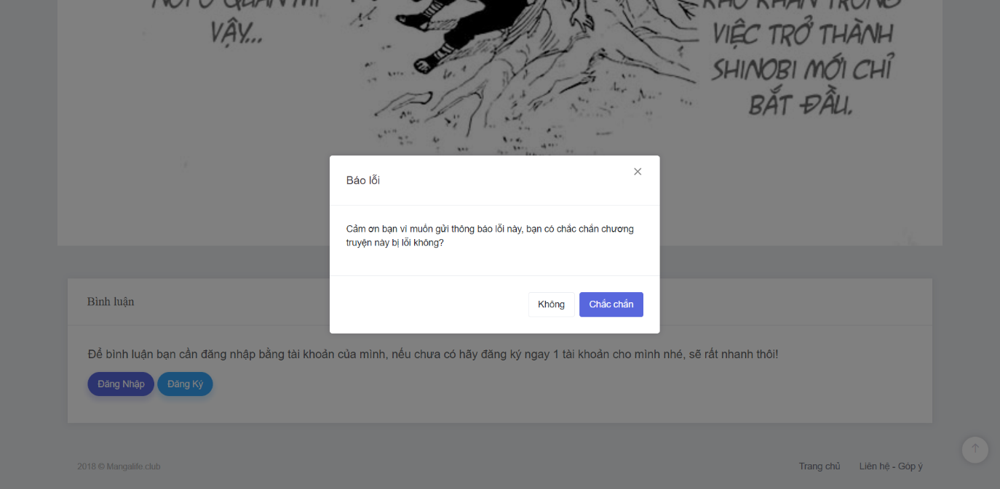 VẬY...
KHÓ KHĂN TRONG
VIỆC TRỞ THÀNH
SHINOBI MỚI CHỈ
BẮT ĐẦU.
Báo lỗi
Cảm ơn bạn vì muốn gửi thông báo lỗi này, bạn có chắc chắn chương
truyện này bị lỗi không?
Không
Chắc chắn
Bình luận
Để bình luận bạn cần đăng nhập bằng tài khoản của mình, nếu chưa có hãy đăng ký ngay 1 tài khoản cho mình nhé, sẽ rất nhanh thôi!
Đăng Nhập
Đăng Ký
2018 © Mangalife.club
Trang chủ
Liên hệ - Góp ý